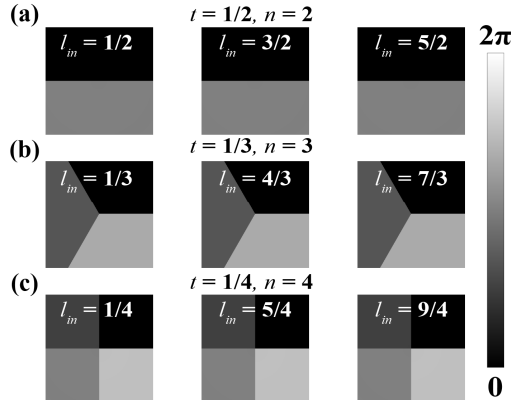 (a) t = 1/2, n = 2
l_in = 1/2 l_in = 3/2 l_in = 5/2
2π
(b) t = 1/3, n = 3
l_in = 1/3 l_in = 4/3 l_in = 7/3
(c) t = 1/4, n = 4
l_in = 1/4 l_in = 5/4 l_in = 9/4
0